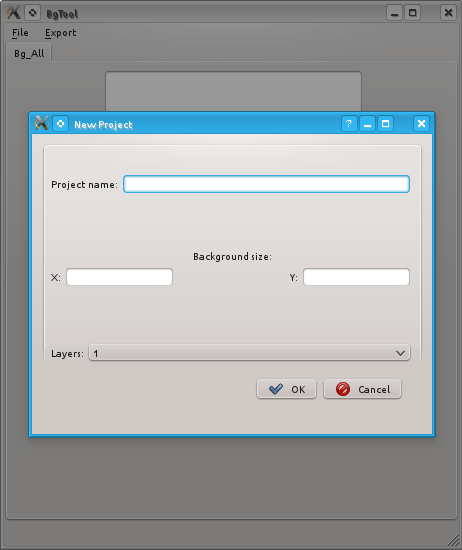 BgTool
File Export
Bg_All
New Project
?
Project name:
Background size:
X: Y:
Layers: 1
OK Cancel